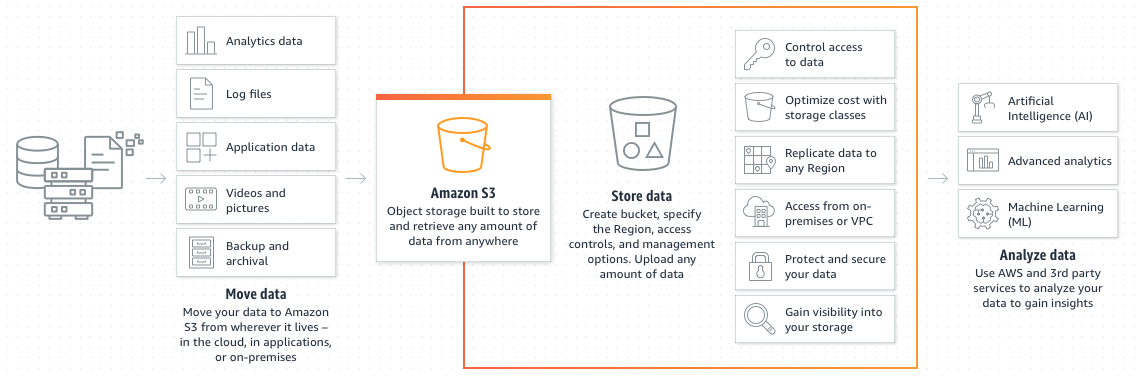 Analytics data
Log files
Application data
Videos and
pictures
Backup and
archival
Move data
Move your data to Amazon
S3 from wherever it lives –
in the cloud, in applications,
or on-premises
Amazon S3
Object storage built to store
and retrieve any amount of
data from anywhere
Store data
Create bucket, specify
the Region, access
controls, and management
options. Upload any
amount of data
Control access
to data
Optimize cost with
storage classes
Replicate data to
any Region
Access from on-
premises or VPC
Protect and secure
your data
Gain visibility into
your storage
Artificial
Intelligence (AI)
Advanced analytics
Machine Learning
(ML)
Analyze data
Use AWS and 3rd party
services to analyze your
data to gain insights